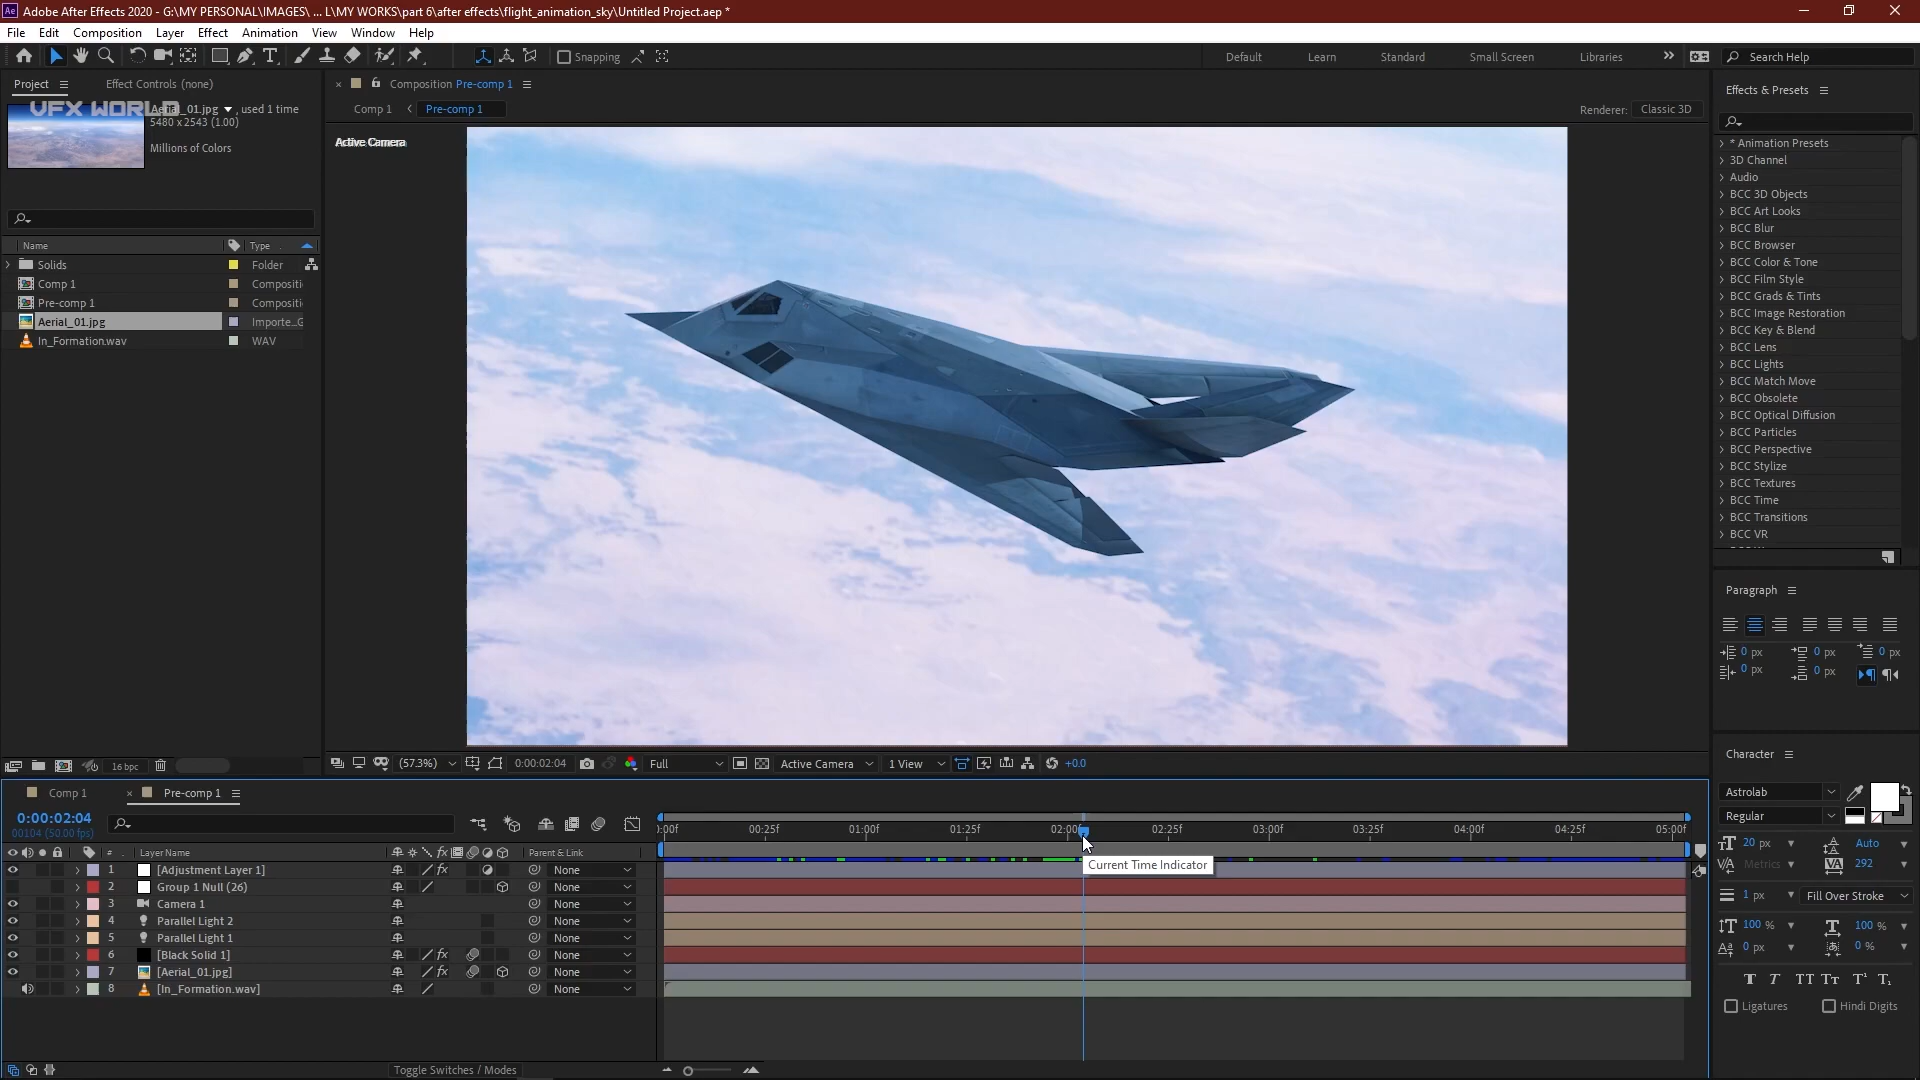 Adobe After Effects 2020 - G:\MY PERSONAL\IMAGES\ ... L\MY WORKS\part 6\after effects\flight_animation_sky\Untitled Project.aep *
File Edit Composition Layer Effect Animation View Window Help
Snapping Default Learn Standard Small Screen Libraries Search Help
Project Effect Controls (none) Composition Pre-comp 1 Effects & Presets
VFX WORLD
Aerial_01.jpg , used 1 time
5480 x 2543 (1.00)
Millions of Colors
Comp 1 Pre-comp 1 Renderer: Classic 3D
Active Camera
Name Type
Solids Folder
Comp 1 Compositi
Pre-comp 1 Compositi
Aerial_01.jpg Importe_G
In_Formation.wav WAV
16 bpc
* Animation Presets
3D Channel
Audio
BCC 3D Objects
BCC Art Looks
BCC Blur
BCC Browser
BCC Color & Tone
BCC Film Style
BCC Grads & Tints
BCC Image Restoration
BCC Key & Blend
BCC Lens
BCC Lights
BCC Match Move
BCC Obsolete
BCC Optical Diffusion
BCC Particles
BCC Perspective
BCC Stylize
BCC Textures
BCC Time
BCC Transitions
BCC VR
Paragraph
0 px 0 px 0 px
0 px 0 px
(57.3%) 0:00:02:04 Full Active Camera 1 View +0.0
Comp 1 Pre-comp 1
0:00:02:04
00104 (50.00 fps)
:00f 00:25f 01:00f 01:25f 02:00f 02:25f 03:00f 03:25f 04:00f 04:25f 05:00f
# Layer Name Parent & Link
1 [Adjustment Layer 1] fx None
2 Group 1 Null (26) None
3 Camera 1 None
4 Parallel Light 2 None
5 Parallel Light 1 None
6 [Black Solid 1] fx None
7 [Aerial_01.jpg] fx None
8 [In_Formation.wav] None
Current Time Indicator
Toggle Switches / Modes
Character
Astrolab
Regular
20 px Auto
Metrics 292
1 px Fill Over Stroke
100 % 100 %
0 px 0 %
T T TT Tт T¹ T₁
Ligatures Hindi Digits